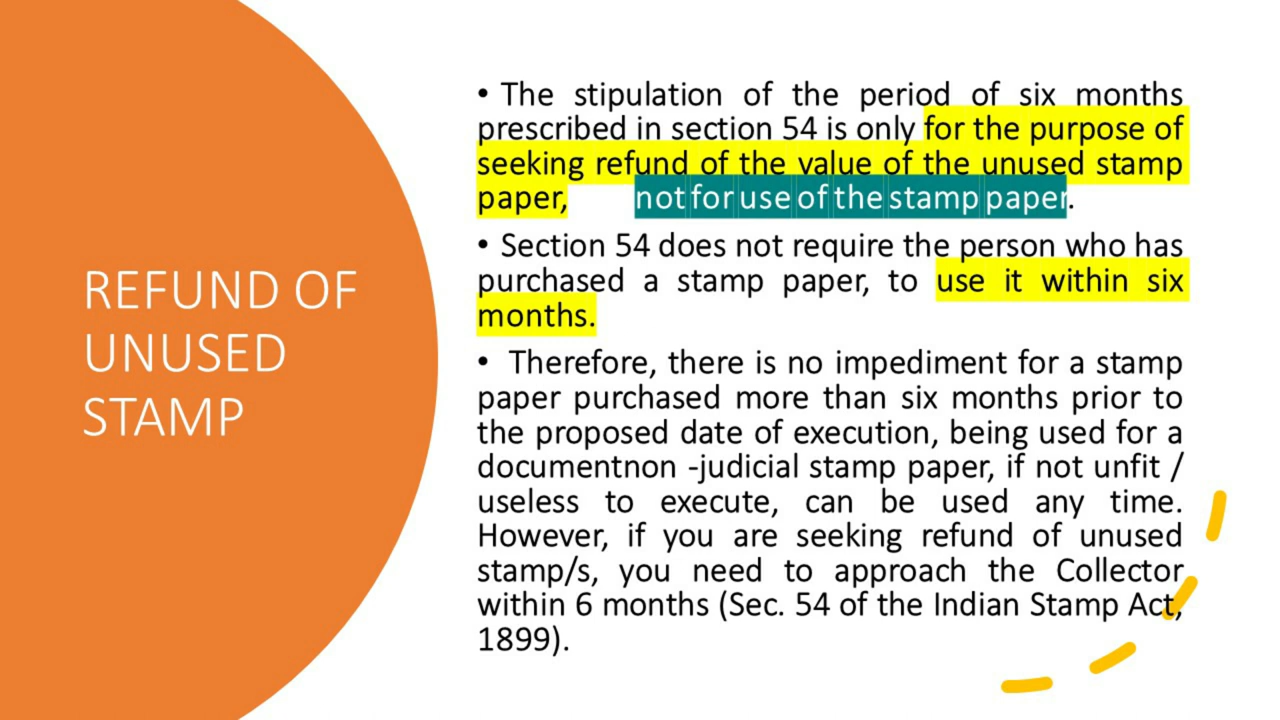 REFUND OF
UNUSED
STAMP
• The stipulation of the period of six months
prescribed in section 54 is only for the purpose of
seeking refund of the value of the unused stamp
paper, not for use of the stamp paper.
• Section 54 does not require the person who has
purchased a stamp paper, to use it within six
months.
• Therefore, there is no impediment for a stamp
paper purchased more than six months prior to
the proposed date of execution, being used for a
documentnon -judicial stamp paper, if not unfit /
useless to execute, can be used any time.
However, if you are seeking refund of unused
stamp/s, you need to approach the Collector
within 6 months (Sec. 54 of the Indian Stamp Act,
1899).